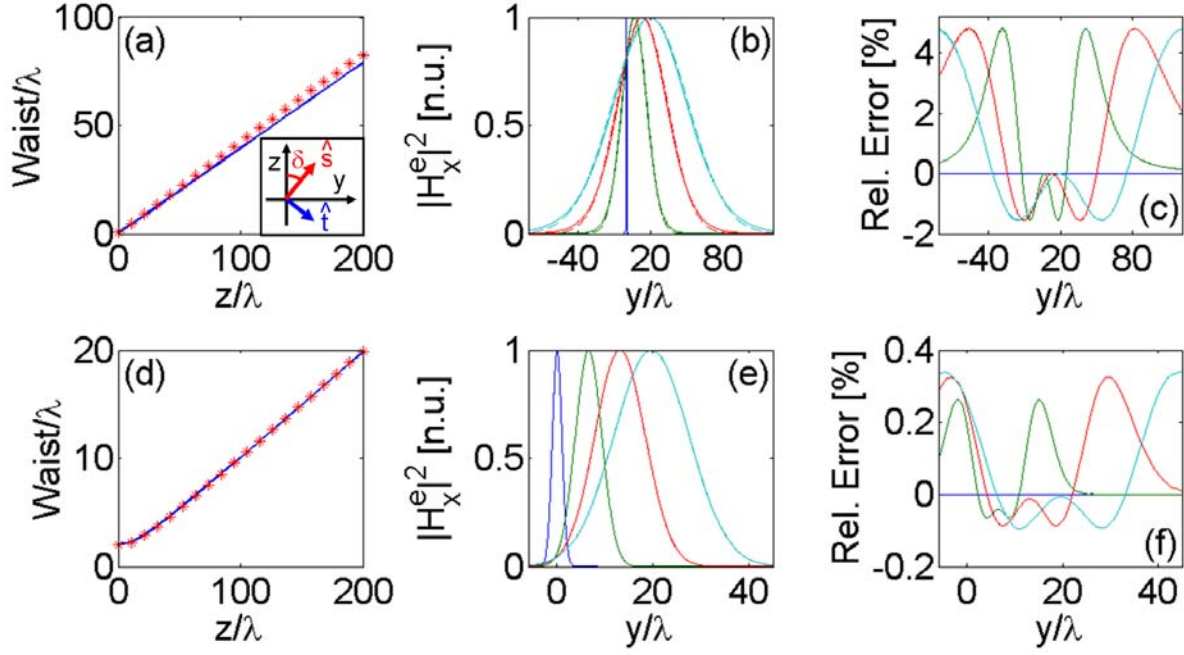 (a)
Waist/λ
100
50
0
0 100 200
z/λ
z δ ŝ
y
t̂
(b)
|Hₓᵉ|² [n.u.]
1
0.5
0
-40 20 80
y/λ
(c)
Rel. Error [%]
4
2
0
-2
-40 20 80
y/λ
(d)
Waist/λ
20
10
0
0 100 200
z/λ
(e)
|Hₓᵉ|² [n.u.]
1
0.5
0
0 20 40
y/λ
(f)
Rel. Error [%]
0.4
0.2
0
-0.2
0 20 40
y/λ